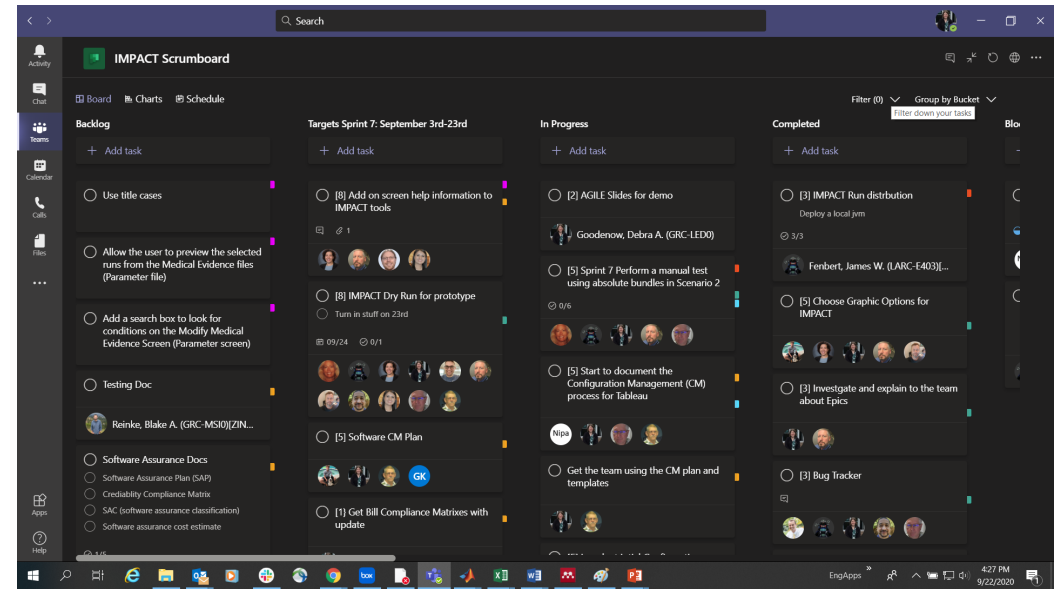 Search
Activity
Chat
Teams
Calendar
Calls
Files
Apps
Help
IMPACT Scrumboard
Board
Charts
Schedule
Filter (0)
Group by Bucket
Filter down your tasks
Backlog
+ Add task
Use title cases
Allow the user to preview the selected
runs from the Medical Evidence files
(Parameter file)
Add a search box to look for
conditions on the Modify Medical
Evidence Screen (Parameter screen)
Testing Doc
Reinke, Blake A. (GRC-MSI0)[ZIN...
Software Assurance Docs
Software Assurance Plan (SAP)
Crediablity Compliance Matrix
SAC (software assurance classification)
Software assurance cost estimate
1/5
Targets Sprint 7: September 3rd-23rd
+ Add task
[8] Add on screen help information to
IMPACT tools
1
[8] IMPACT Dry Run for prototype
Turn in stuff on 23rd
09/24 0/1
[5] Software CM Plan
GK
[1] Get Bill Compliance Matrixes with
update
In Progress
+ Add task
[2] AGILE Slides for demo
Goodenow, Debra A. (GRC-LED0)
[5] Sprint 7 Perform a manual test
using absolute bundles in Scenario 2
0/6
[5] Start to document the
Configuration Management (CM)
process for Tableau
Nipa
Get the team using the CM plan and
templates
Completed
+ Add task
[3] IMPACT Run distrbution
Deploy a local jvm
3/3
Fenbert, James W. (LARC-E403)[...
[5] Choose Graphic Options for
IMPACT
[3] Investgate and explain to the team
about Epics
[3] Bug Tracker
Blo
box
EngApps
4:27 PM
9/22/2020